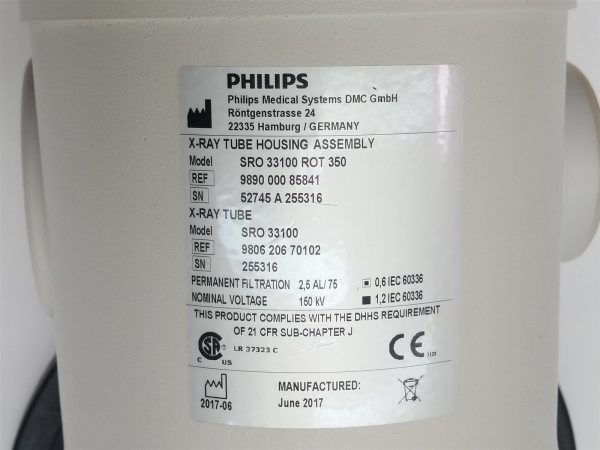 PHILIPS
Philips Medical Systems DMC GmbH
Röntgenstrasse 24
22335 Hamburg / GERMANY
X-RAY TUBE HOUSING ASSEMBLY
Model SRO 33100 ROT 350
REF 9890 000 85841
SN 52745 A 255316
X-RAY TUBE
Model SRO 33100
REF 9806 206 70102
SN 255316
PERMANENT FILTRATION 2,5 AL/ 75 0,6 IEC 60336
NOMINAL VOLTAGE 150 kV 1,2 IEC 60336
THIS PRODUCT COMPLIES WITH THE DHHS REQUIREMENT
OF 21 CFR SUB-CHAPTER J
C SA ® US LR 37323 C
CE
2017-06
MANUFACTURED:
June 2017